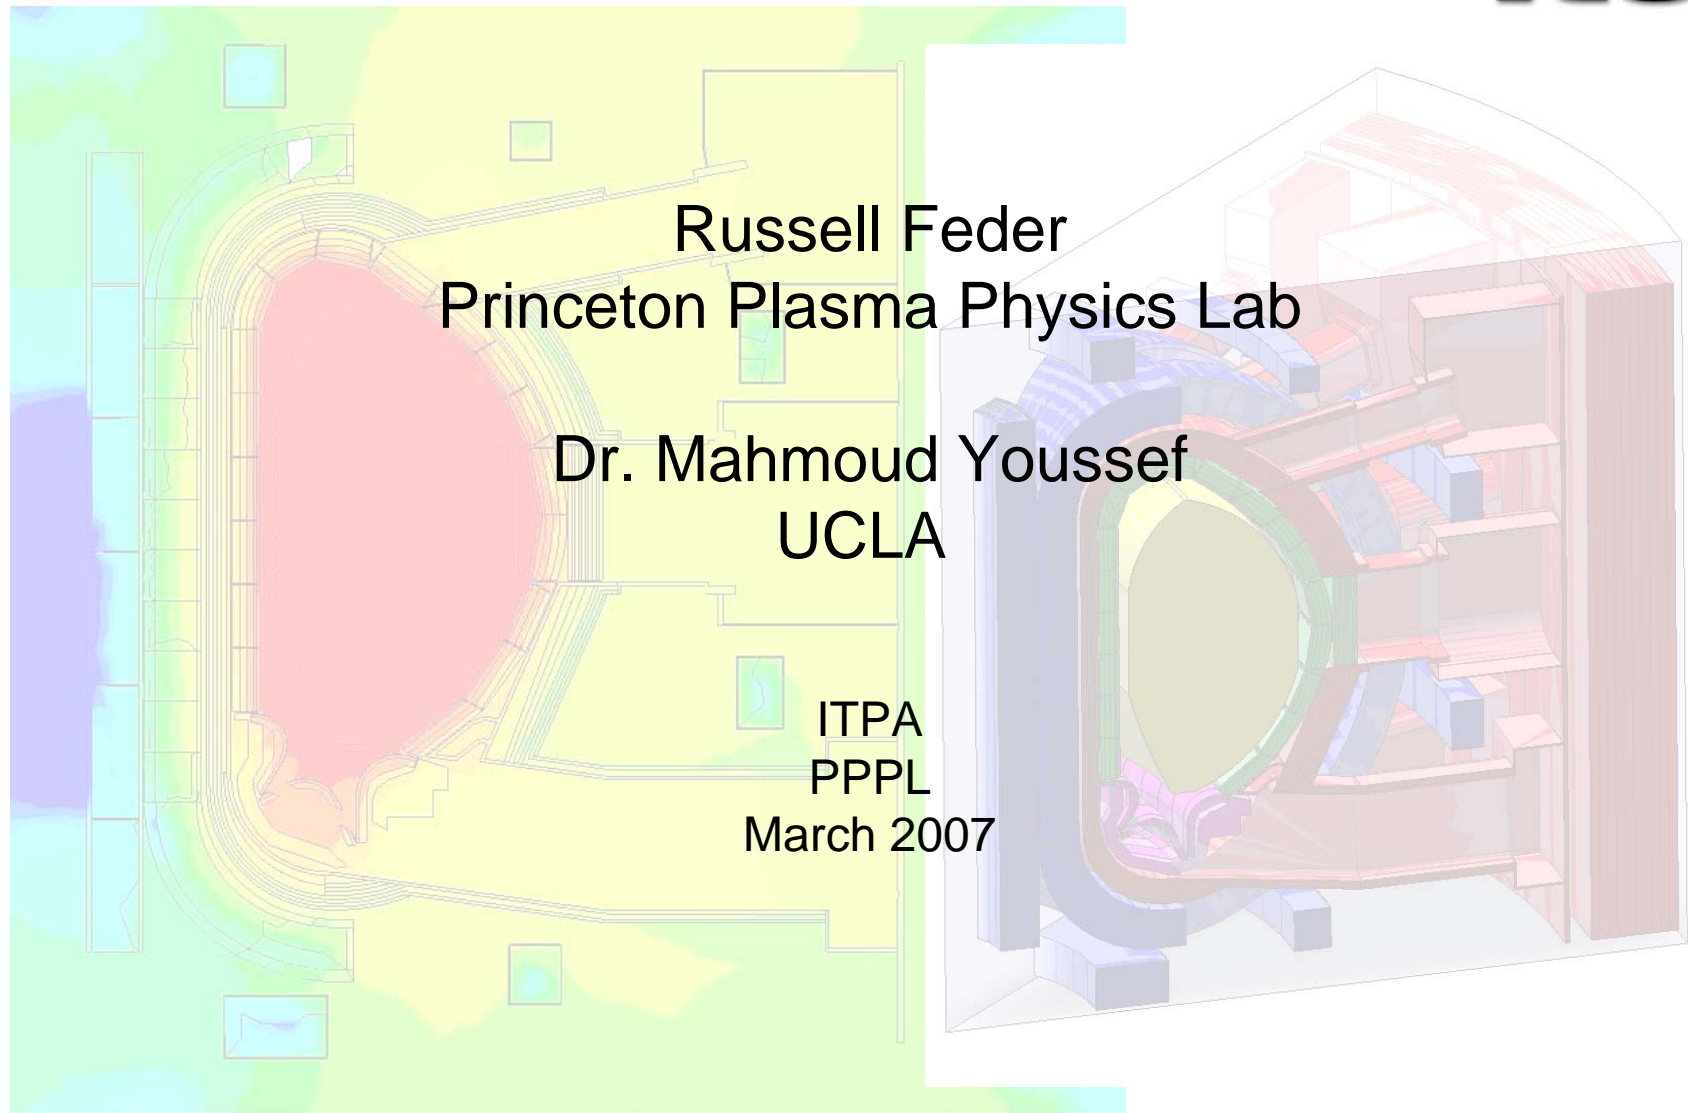 Russell Feder
Princeton Plasma Physics Lab
Dr. Mahmoud Youssef
UCLA
ITPA
PPPL
March 2007